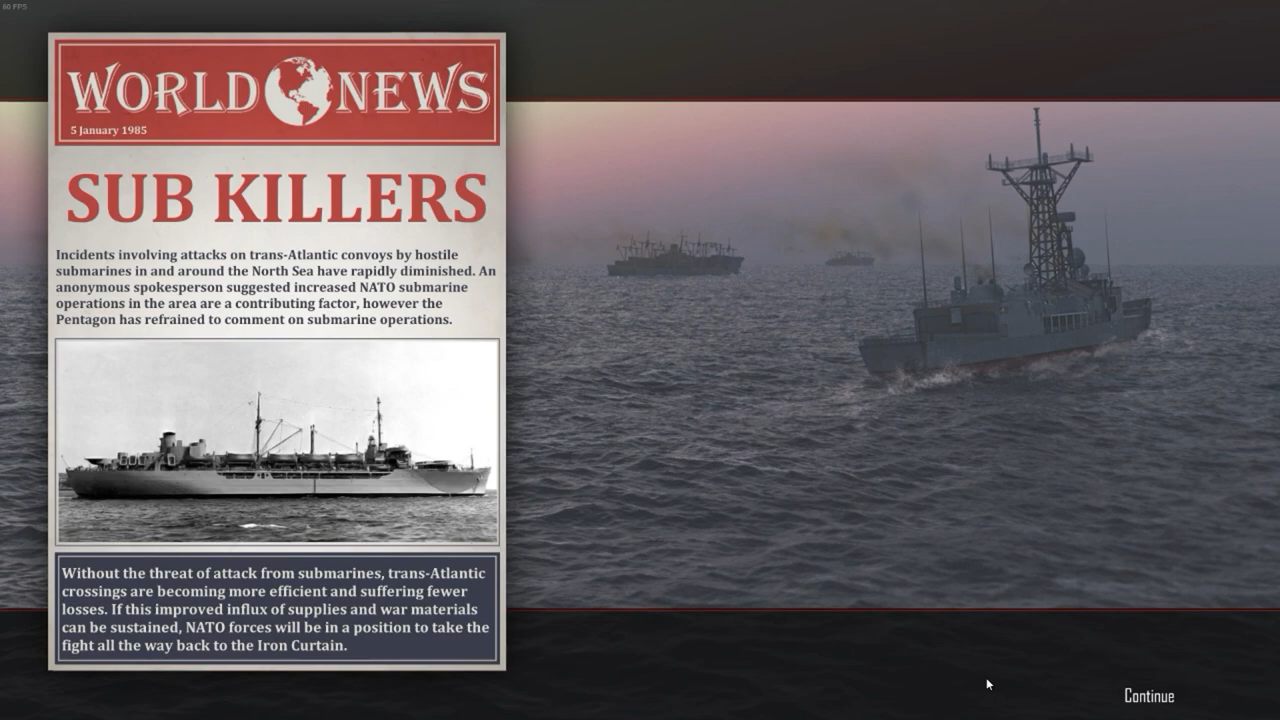 60 FPS
WORLD NEWS
5 January 1985
SUB KILLERS
Incidents involving attacks on trans-Atlantic convoys by hostile
submarines in and around the North Sea have rapidly diminished. An
anonymous spokesperson suggested increased NATO submarine
operations in the area are a contributing factor, however the
Pentagon has refrained to comment on submarine operations.
Without the threat of attack from submarines, trans-Atlantic
crossings are becoming more efficient and suffering fewer
losses. If this improved influx of supplies and war materials
can be sustained, NATO forces will be in a position to take the
fight all the way back to the Iron Curtain.
Continue